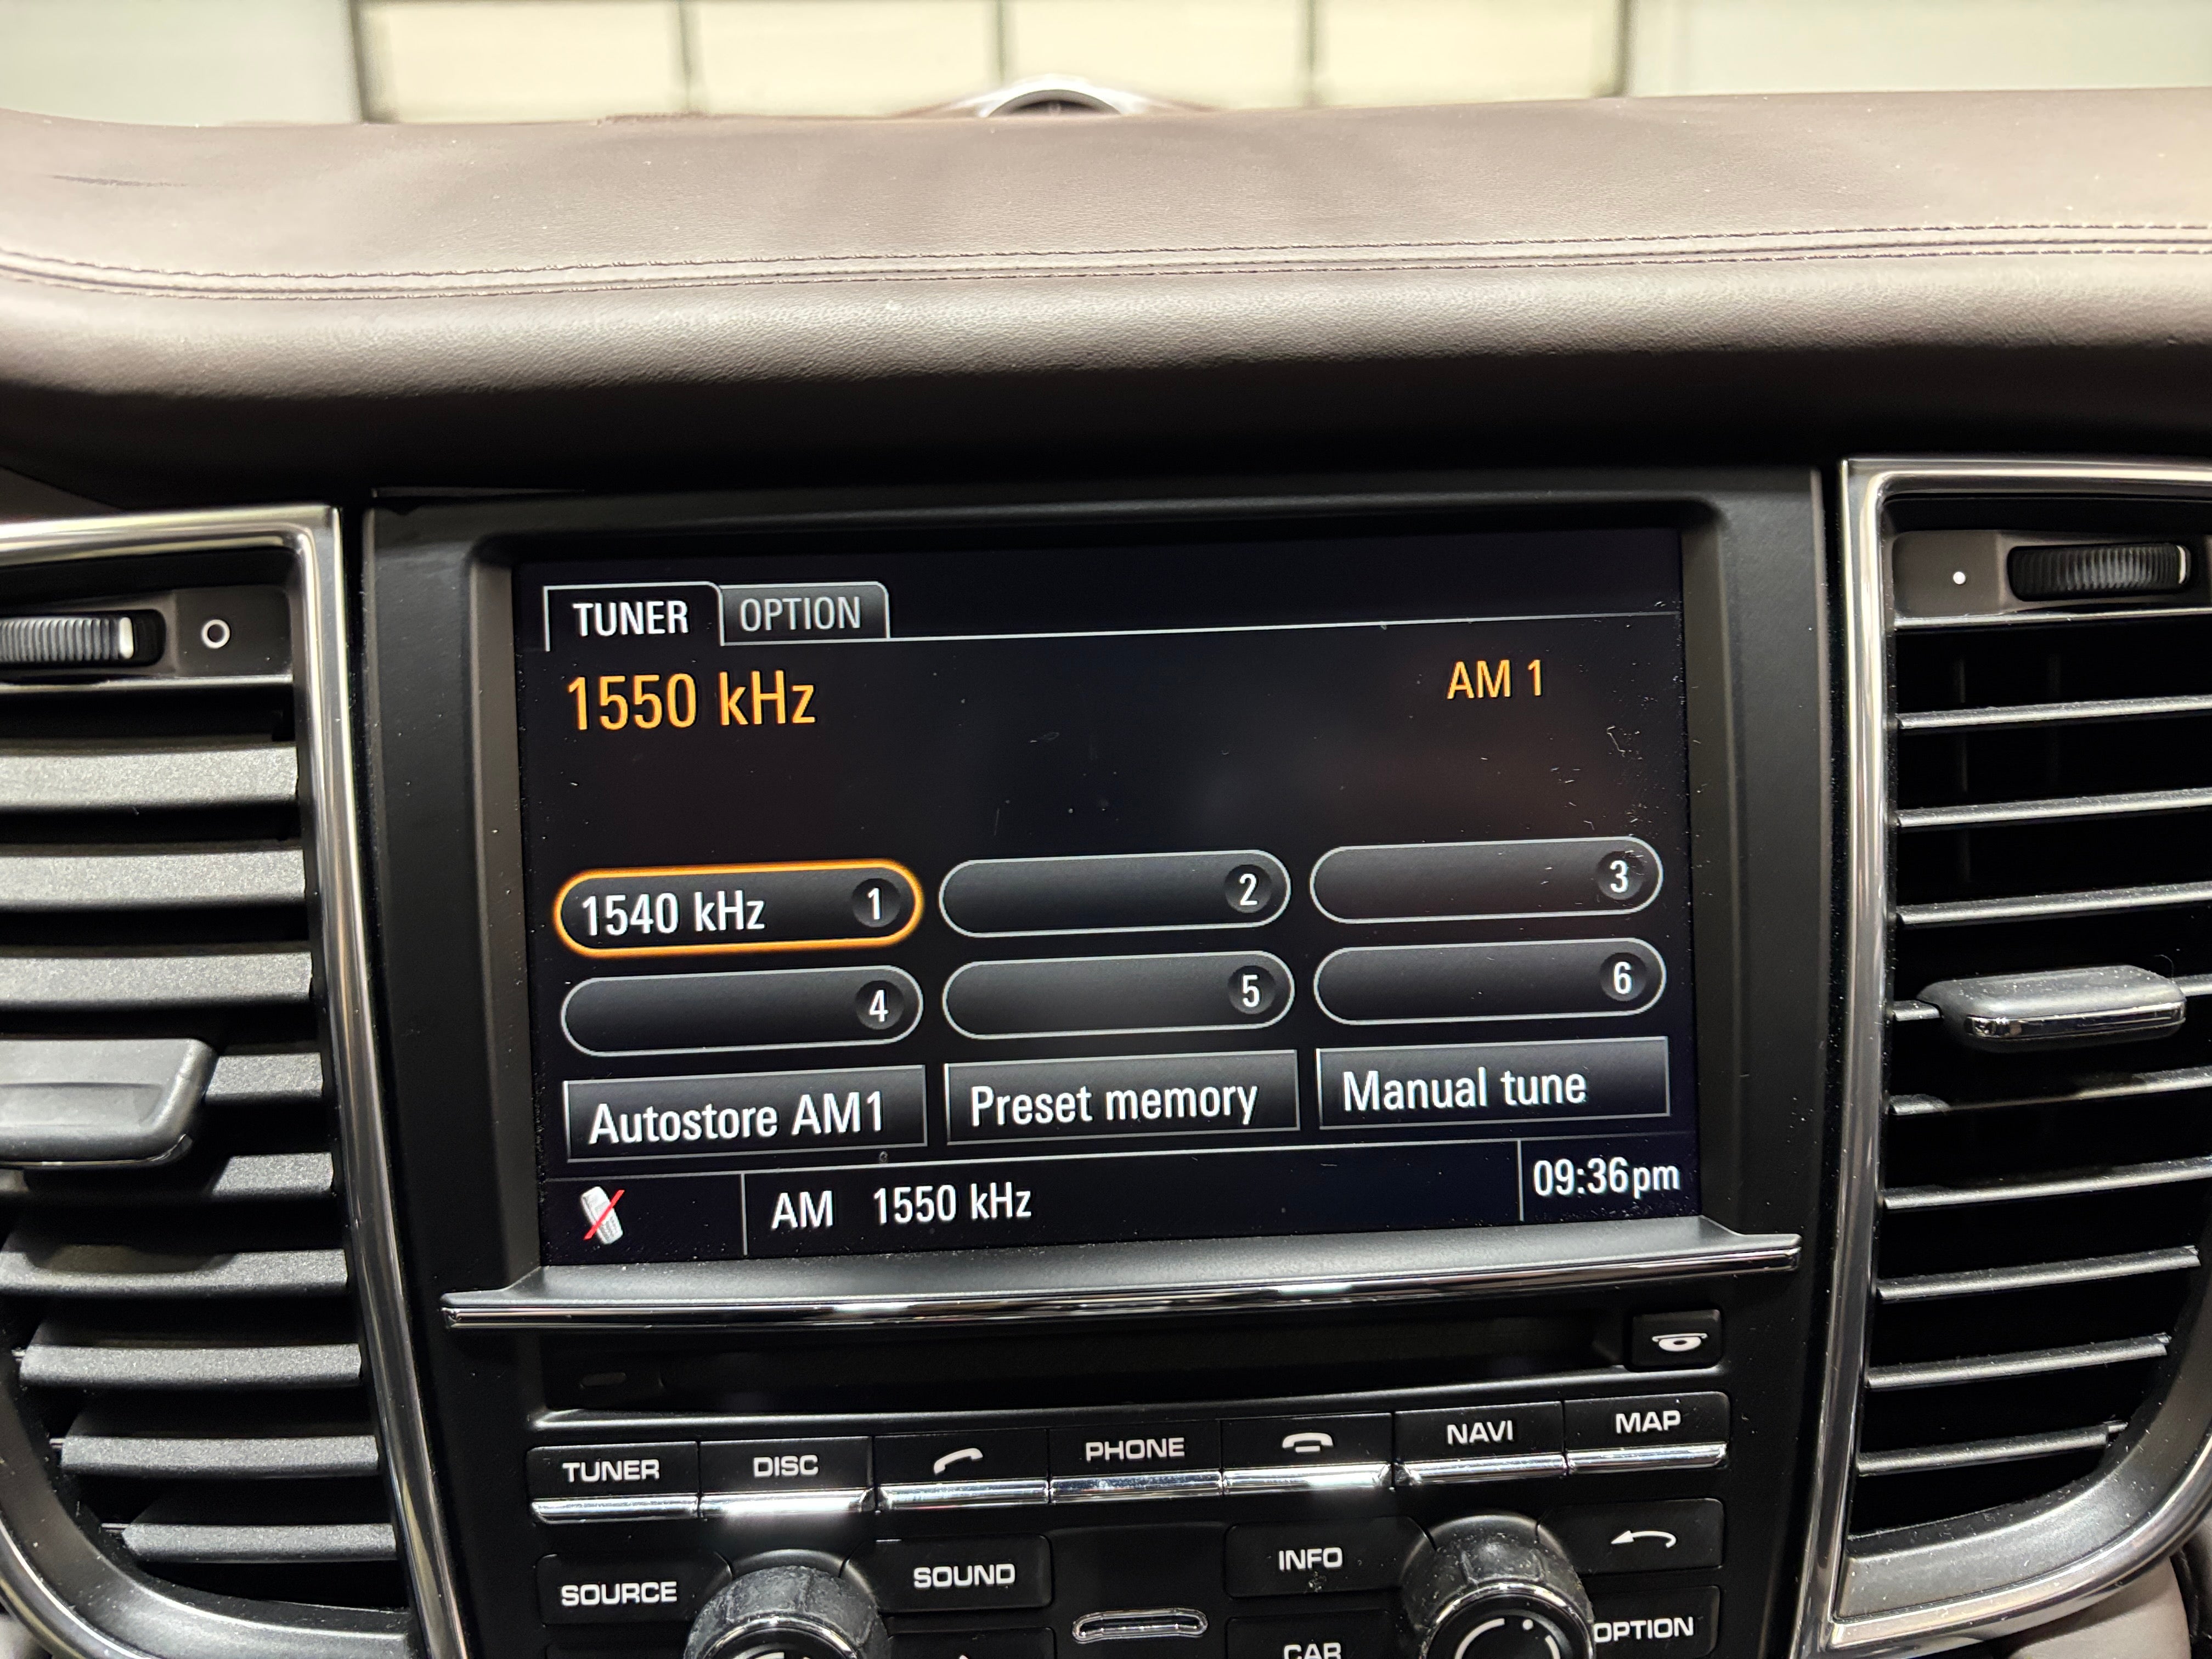 TUNER OPTION
1550 kHz AM 1
1540 kHz 1 2 3
4 5 6
Autostore AM1 Preset memory Manual tune
AM 1550 kHz 09:36pm
TUNER DISC PHONE NAVI MAP
SOURCE SOUND INFO
CAR OPTION